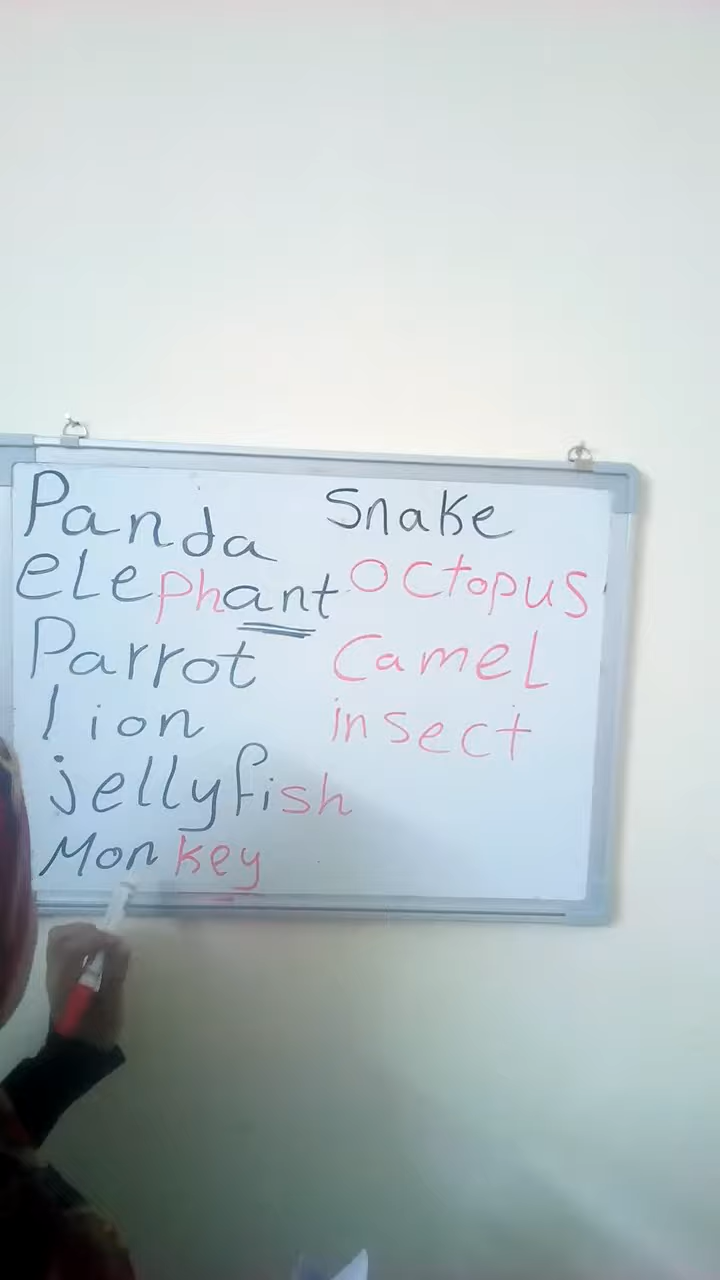 Panda
elephant
Parrot
lion
jellyfish
Monkey
Snake
octopus
Camel
insect